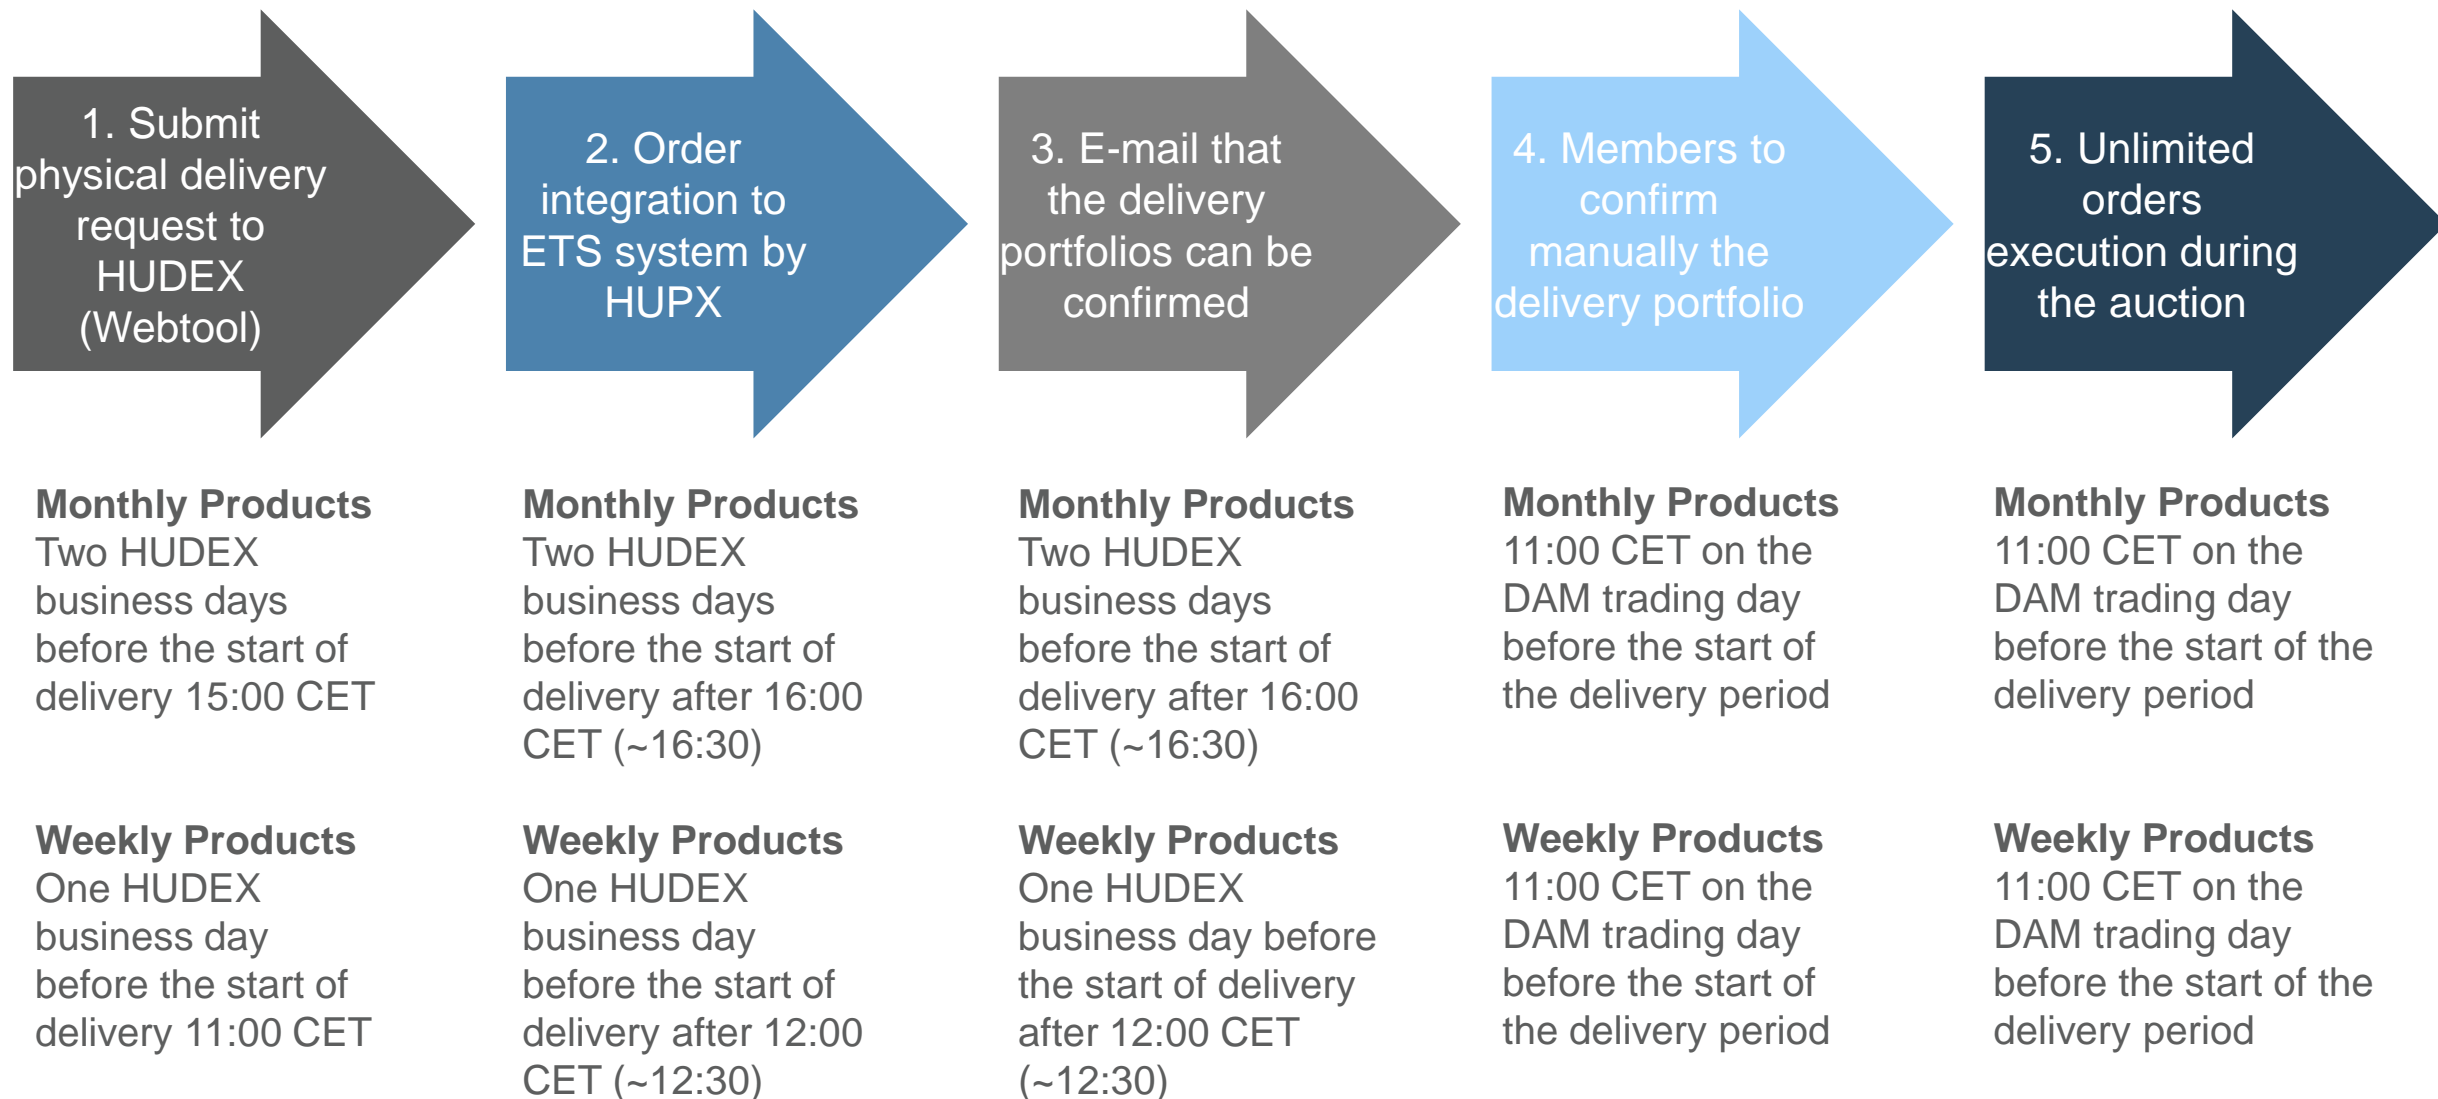 1. Submit
physical delivery
request to
HUDEX
(Webtool)
2. Order
integration to
ETS system by
HUPX
3. E-mail that
the delivery
portfolios can be
confirmed
4. Members to
confirm
manually the
delivery portfolio
5. Unlimited
orders
execution during
the auction
Monthly Products
Two HUDEX
business days
before the start of
delivery 15:00 CET
Weekly Products
One HUDEX
business day
before the start of
delivery 11:00 CET
Monthly Products
Two HUDEX
business days
before the start of
delivery after 16:00
CET (~16:30)
Weekly Products
One HUDEX
business day
before the start of
delivery after 12:00
CET (~12:30)
Monthly Products
Two HUDEX
business days
before the start of
delivery after 16:00
CET (~16:30)
Weekly Products
One HUDEX
business day before
the start of delivery
after 12:00 CET
(~12:30)
Monthly Products
11:00 CET on the
DAM trading day
before the start of
the delivery period
Weekly Products
11:00 CET on the
DAM trading day
before the start of
the delivery period
Monthly Products
11:00 CET on the
DAM trading day
before the start of the
delivery period
Weekly Products
11:00 CET on the
DAM trading day
before the start of the
delivery period